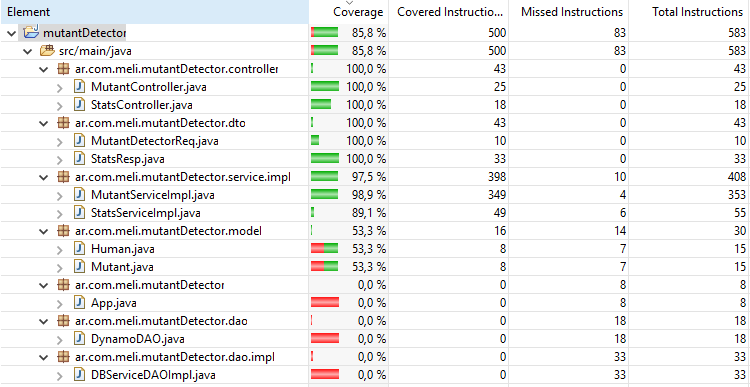 Element Coverage Covered Instructio... Missed Instructions Total Instructions
mutantDetector 85,8 % 500 83 583
src/main/java 85,8 % 500 83 583
ar.com.meli.mutantDetector.controller 100,0 % 43 0 43
MutantController.java 100,0 % 25 0 25
StatsController.java 100,0 % 18 0 18
ar.com.meli.mutantDetector.dto 100,0 % 43 0 43
MutantDetectorReq.java 100,0 % 10 0 10
StatsResp.java 100,0 % 33 0 33
ar.com.meli.mutantDetector.service.impl 97,5 % 398 10 408
MutantServiceImpl.java 98,9 % 349 4 353
StatsServiceImpl.java 89,1 % 49 6 55
ar.com.meli.mutantDetector.model 53,3 % 16 14 30
Human.java 53,3 % 8 7 15
Mutant.java 53,3 % 8 7 15
ar.com.meli.mutantDetector 0,0 % 0 8 8
App.java 0,0 % 0 8 8
ar.com.meli.mutantDetector.dao 0,0 % 0 18 18
DynamoDAO.java 0,0 % 0 18 18
ar.com.meli.mutantDetector.dao.impl 0,0 % 0 33 33
DBServiceDAOImpl.java 0,0 % 0 33 33